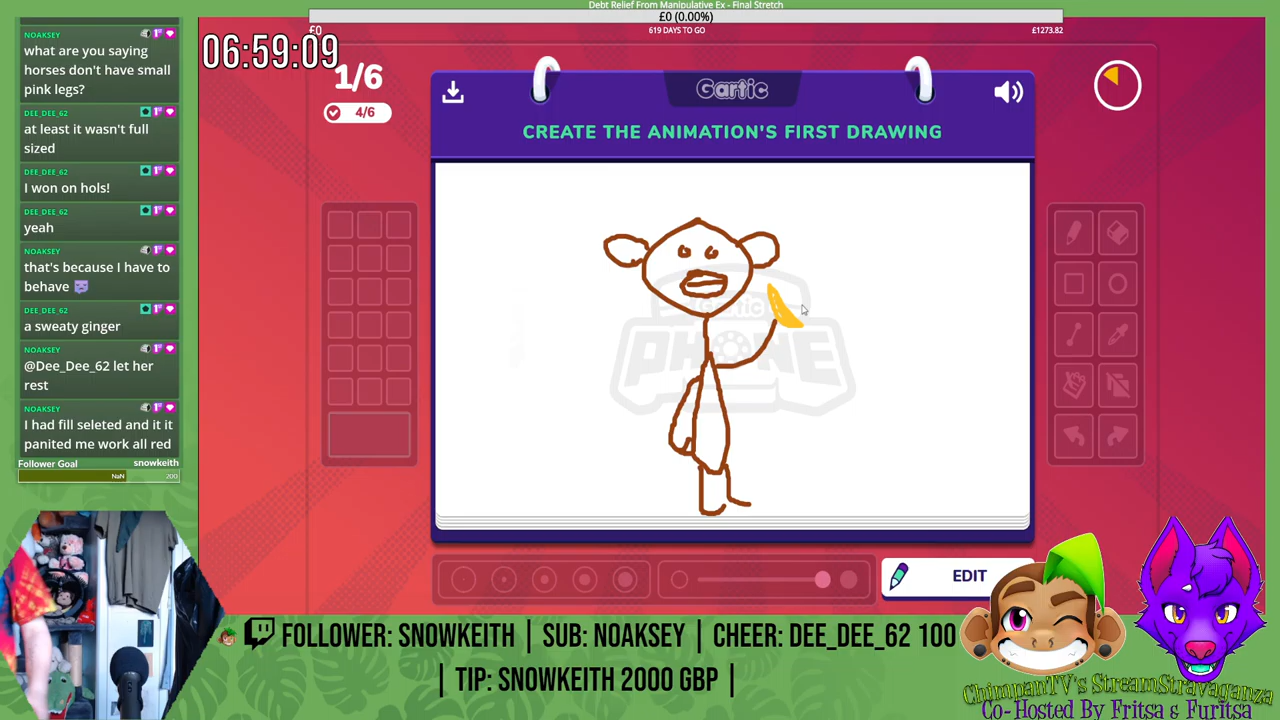 Debt Relief From Manipulative Ex - Final Stretch
£0 (0.00%)
£0
619 DAYS TO GO
£1273.82
06:59:09
1/6
4/6
Gartic
CREATE THE ANIMATION'S FIRST DRAWING
NOAKSEY
what are you saying
horses don't have small
pink legs?
DEE_DEE_62
at least it wasn't full
sized
DEE_DEE_62
I won on hols!
DEE_DEE_62
yeah
NOAKSEY
that's because I have to
behave
DEE_DEE_62
a sweaty ginger
NOAKSEY
@Dee_Dee_62 let her
rest
NOAKSEY
I had fill seleted and it it
panited me work all red
Follower Goal
snowkeith
NaN
200
gartic
PHONE
EDIT
FOLLOWER: SNOWKEITH | SUB: NOAKSEY | CHEER: DEE_DEE_62 100
| TIP: SNOWKEITH 2000 GBP |
ChimpanTV's StreamStravaganza
Co-Hosted By Fritsa & Furitsa